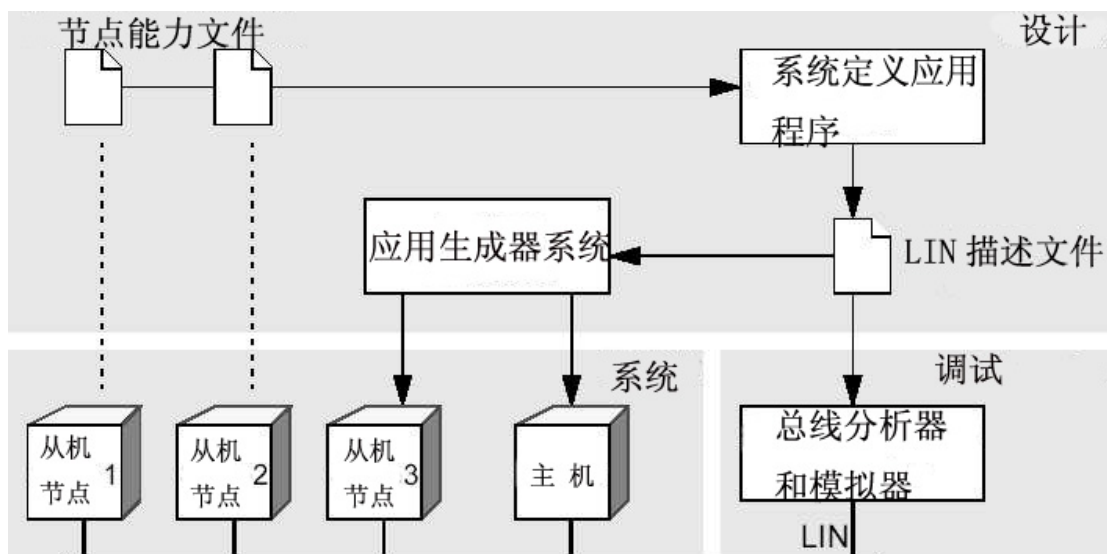 节点能力文件
设计
系统定义应用
程序
应用生成器系统
LIN 描述文件
系统
调试
从机
节点 1
从机
节点 2
从机
节点 3
主 机
总线分析器
和模拟器
LIN